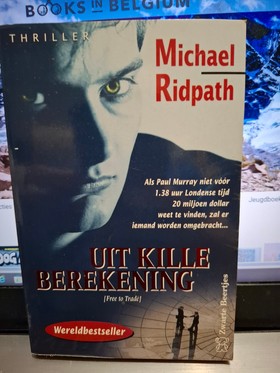 BOOKS IN BELGIUM
THRILLER
Michael
Ridpath
Als Paul Murray niet vóór
1.38 uur Londense tijd
20 miljoen dollar
weet te vinden, zal er
iemand worden omgebracht...
UIT KILLE
BEREKENING
[Free to Trade]
Wereldbestseller
Zwarte Beertjes